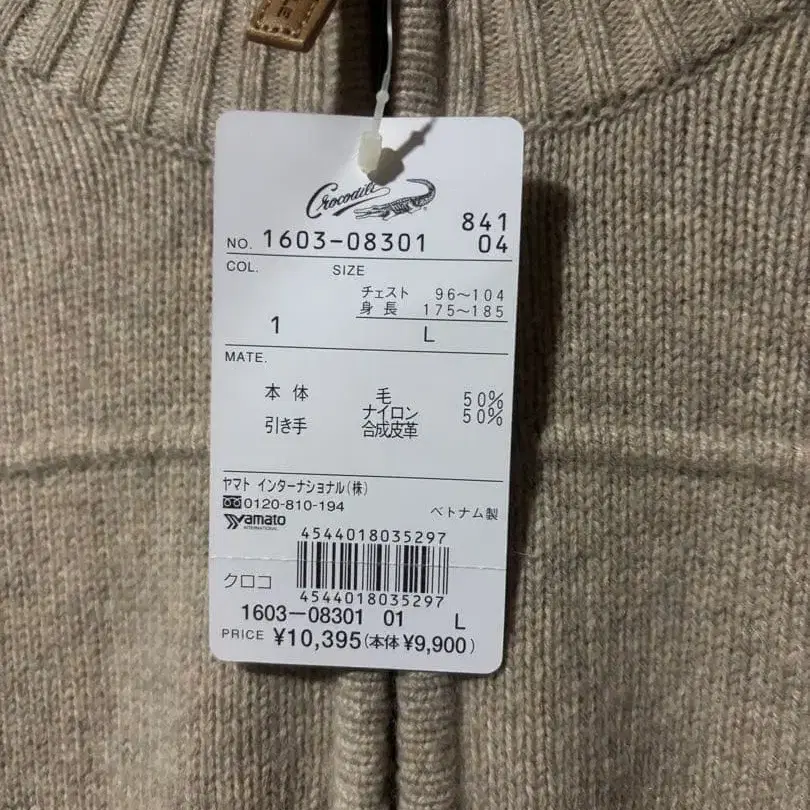 Crocodile
841
NO. 1603-08301 04
COL. SIZE
チェスト 96～104
身長 175～185
1 L
MATE.
本体 毛 50%
ナイロン 50%
引き手 合成皮革
ヤマト インターナショナル(株)
0120-810-194
ベトナム製
Yamato
INTERNATIONAL
4544018035297
クロコ
4544018035297
1603-08301 01 L
PRICE ¥10,395(本体¥9,900)